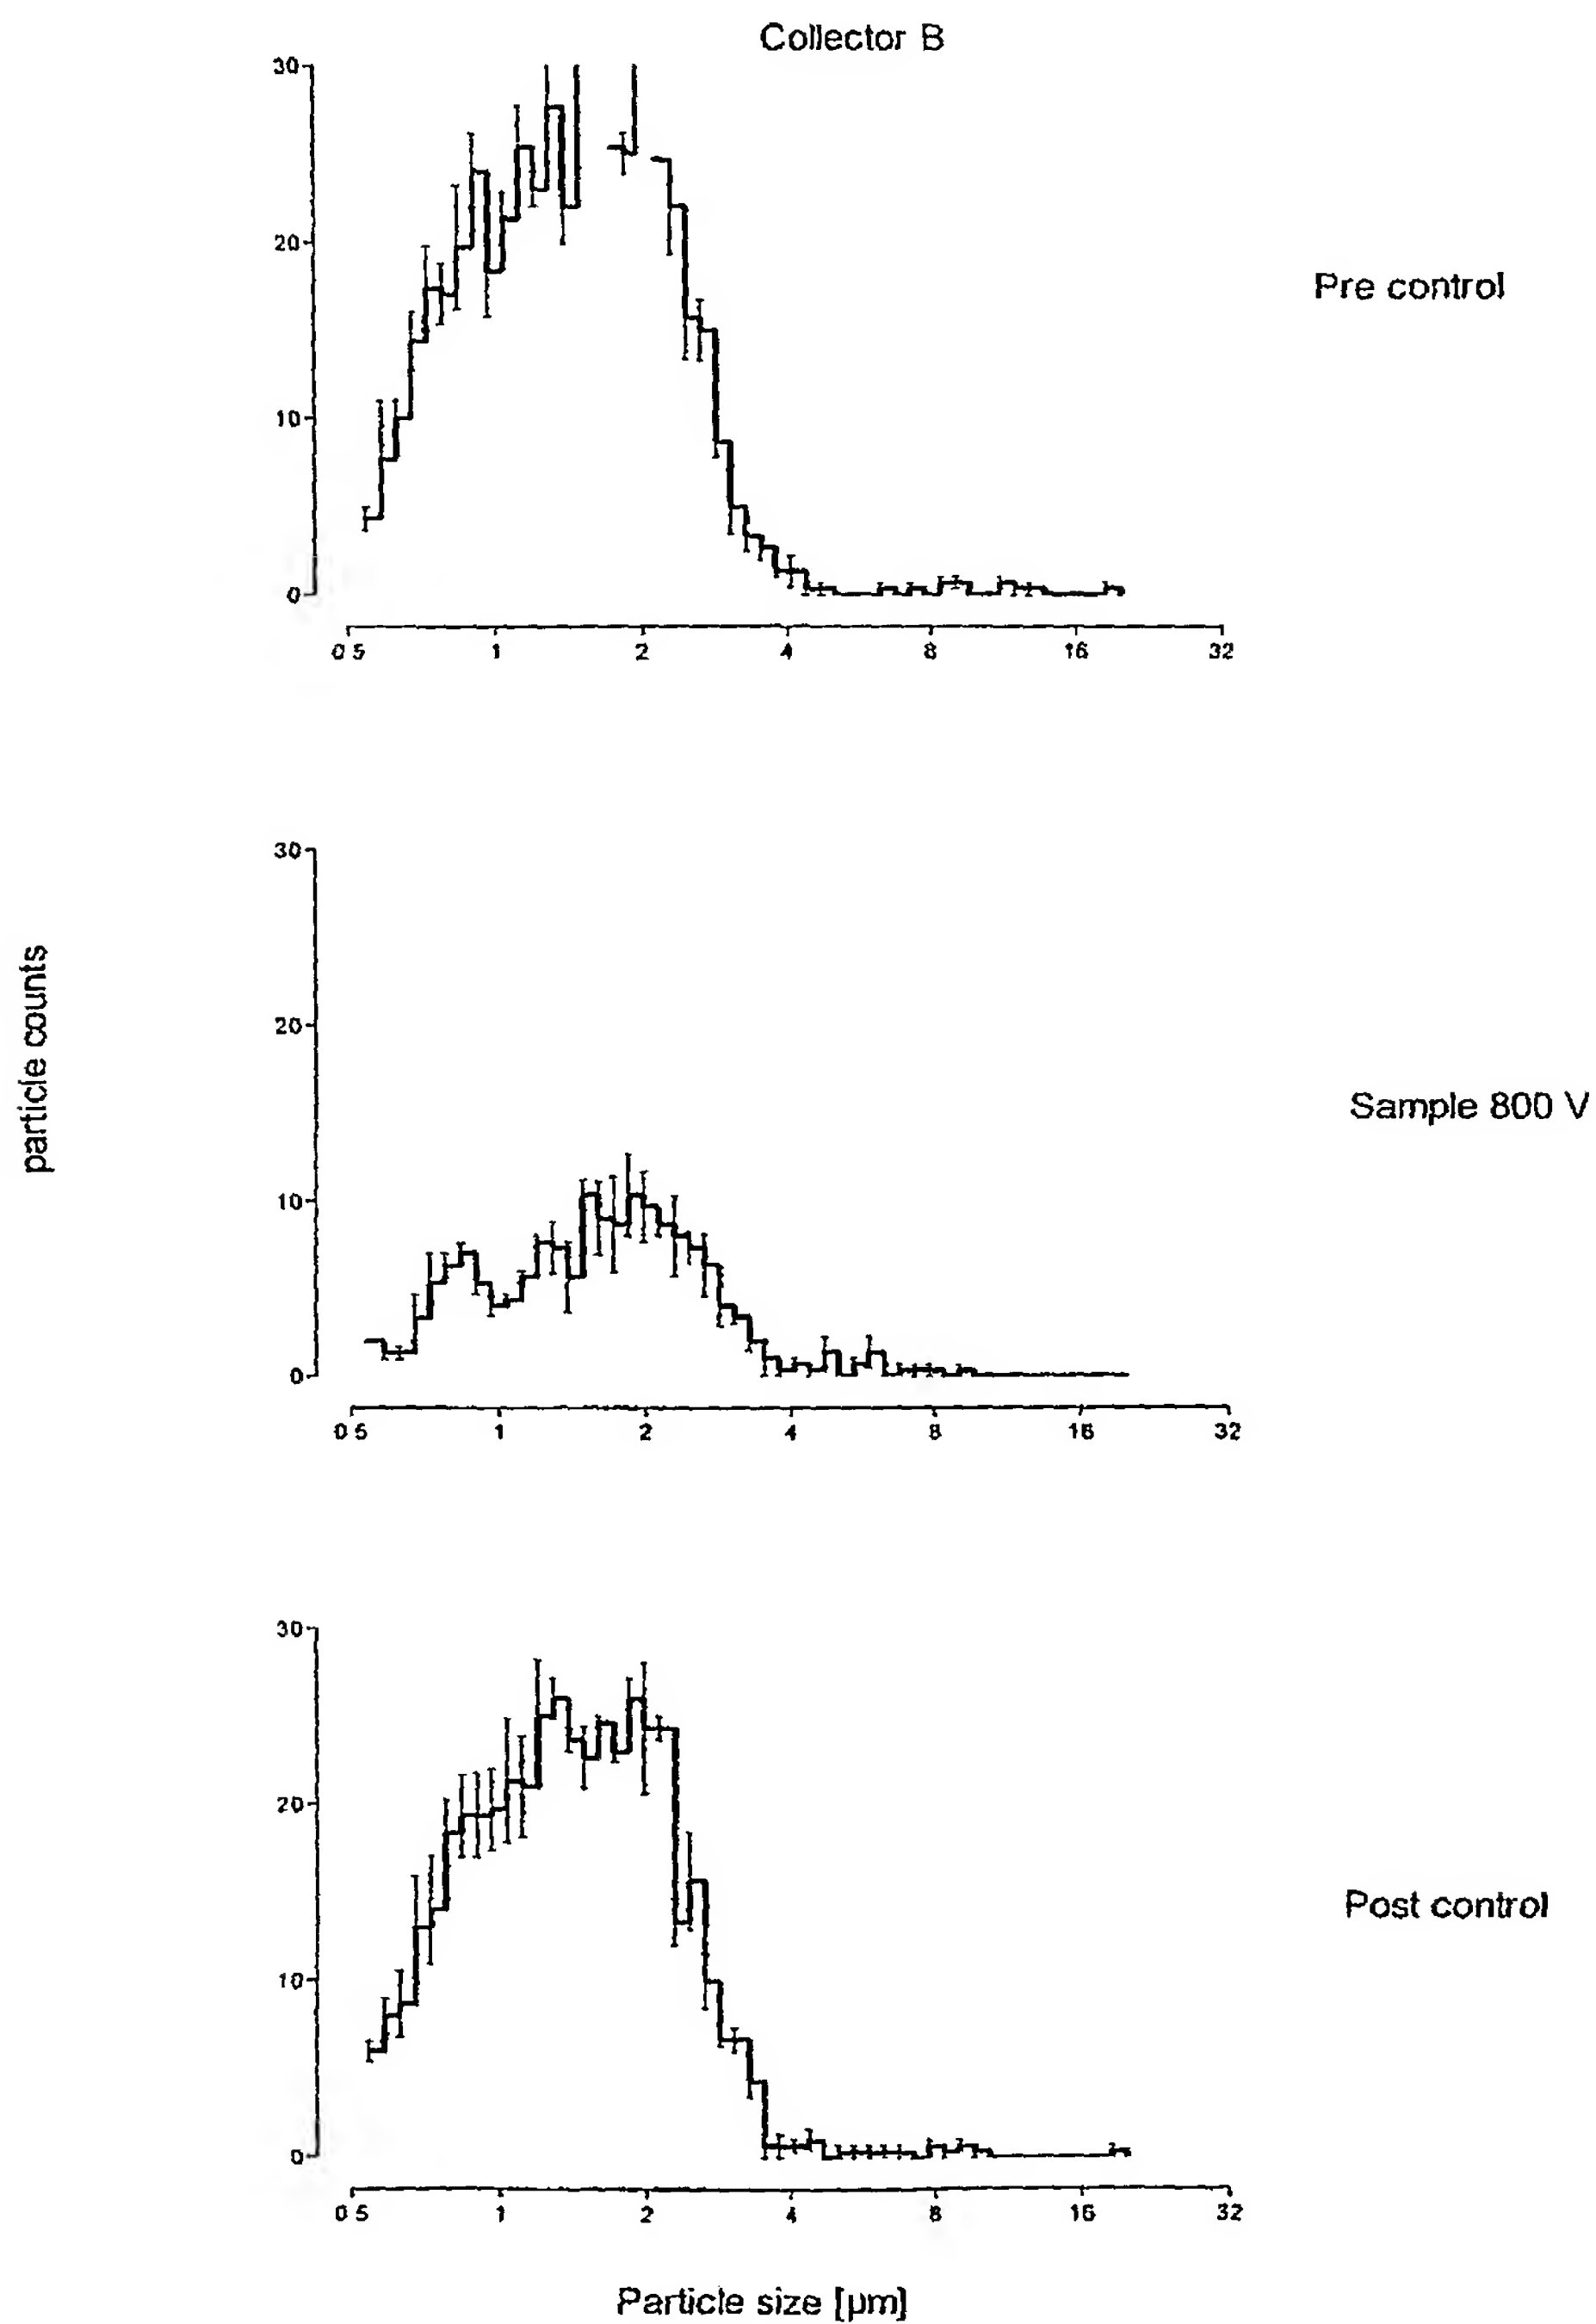 Collector B
30
20
10
0
Pre control
0 5 1 2 4 8 16 32
30
20
10
0
particle counts
Sample 800 V
0 5 1 2 4 8 16 32
30
20
10
0
Post control
0 5 1 2 4 8 16 32
Particle size [µm]